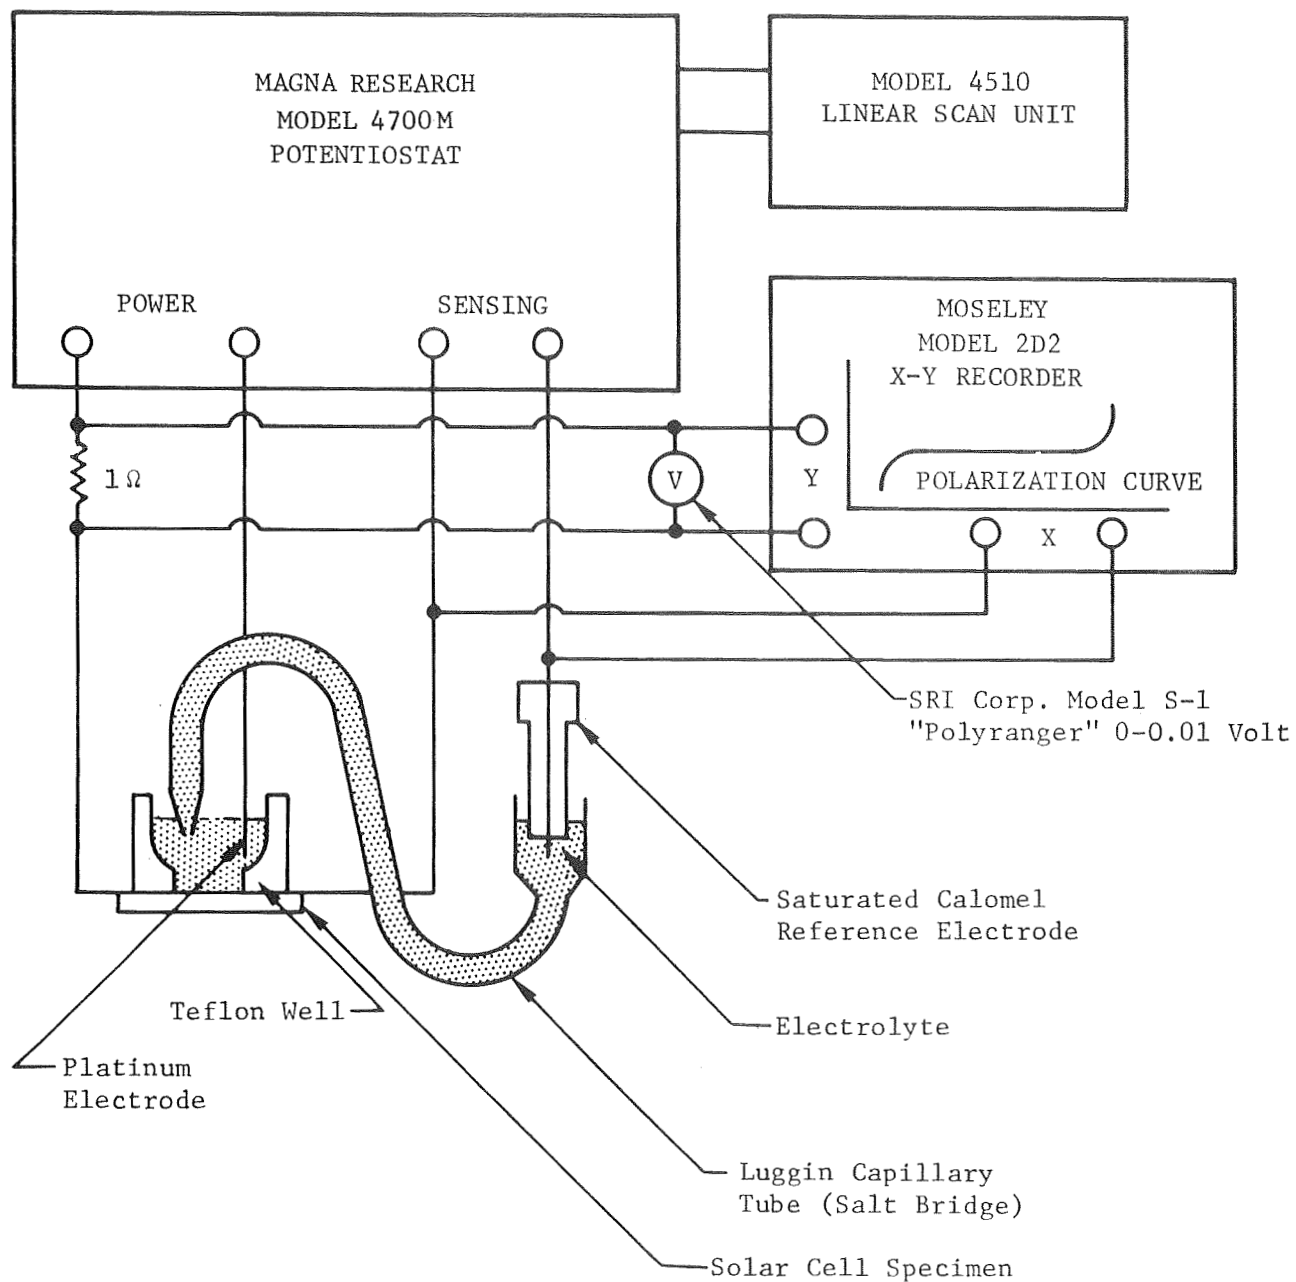 MAGNA RESEARCH
MODEL 4700M
POTENTIOSTAT
MODEL 4510
LINEAR SCAN UNIT
POWER
SENSING
MOSELEY
MODEL 2D2
X-Y RECORDER
1Ω
V
Y
POLARIZATION CURVE
X
SRI Corp. Model S-1
"Polyranger" 0-0.01 Volt
Saturated Calomel
Reference Electrode
Teflon Well
Electrolyte
Platinum
Electrode
Luggin Capillary
Tube (Salt Bridge)
Solar Cell Specimen